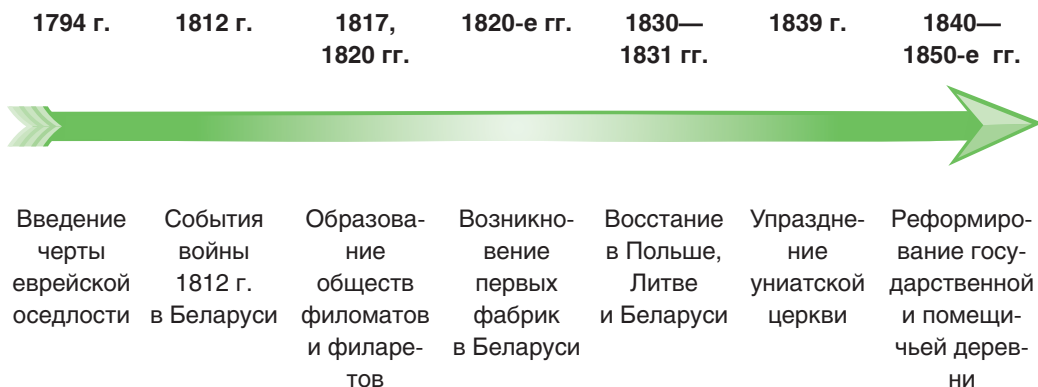 1794 г.
1812 г.
1817,
1820 гг.
1820-е гг.
1830—
1831 гг.
1839 г.
1840—
1850-е гг.
Введение
черты
еврейской
оседлости
События
войны
1812 г.
в Беларуси
Образова-
ние
обществ
филоматов
и филаре-
тов
Возникно-
вение
первых
фабрик
в Беларуси
Восстание
в Польше,
Литве
и Беларуси
Упраздне-
ние
униатской
церкви
Реформиро-
вание госу-
дарственной
и помещи-
чьей дерев-
ни